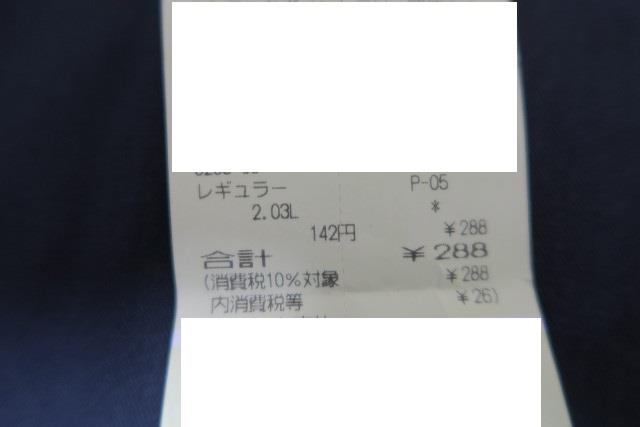 レギュラー P-05
2.03L *
142円 ¥288
合計 ¥288
(消費税10%対象 ¥288
内消費税等 ¥26)